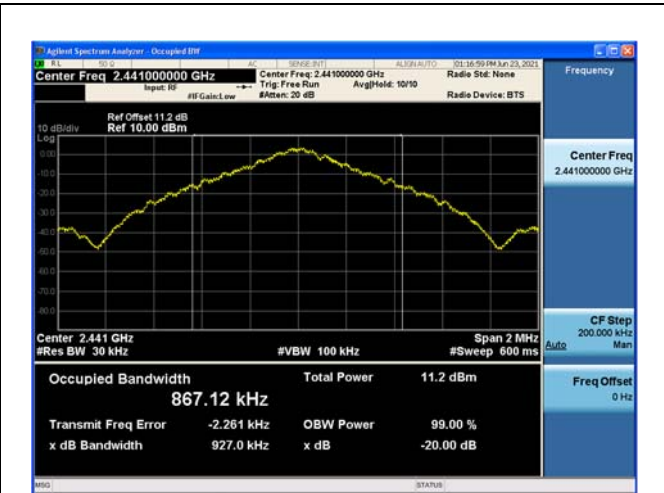 Agilent Spectrum Analyzer - Occupied BW
RL 50 Ω AC SENSE:INT ALIGN AUTO 01:16:59 PM Jun 23, 2021
Center Freq 2.441000000 GHz Center Freq: 2.441000000 GHz Radio Std: None Frequency
Input: RF Trig: Free Run Avg|Hold: 10/10
#IFGain:Low #Atten: 20 dB Radio Device: BTS
Ref Offset 11.2 dB
10 dB/div Ref 10.00 dBm
Log
0.00
-10.0
Center Freq
2.441000000 GHz
-20.0
-30.0
-40.0
-50.0
-60.0
-70.0
-80.0
Center 2.441 GHz Span 2 MHz
#Res BW 30 kHz #VBW 100 kHz #Sweep 600 ms
CF Step
200.000 kHz
Auto Man
Occupied Bandwidth Total Power 11.2 dBm
867.12 kHz
Freq Offset
0 Hz
Transmit Freq Error -2.261 kHz OBW Power 99.00 %
x dB Bandwidth 927.0 kHz x dB -20.00 dB
MSG STATUS